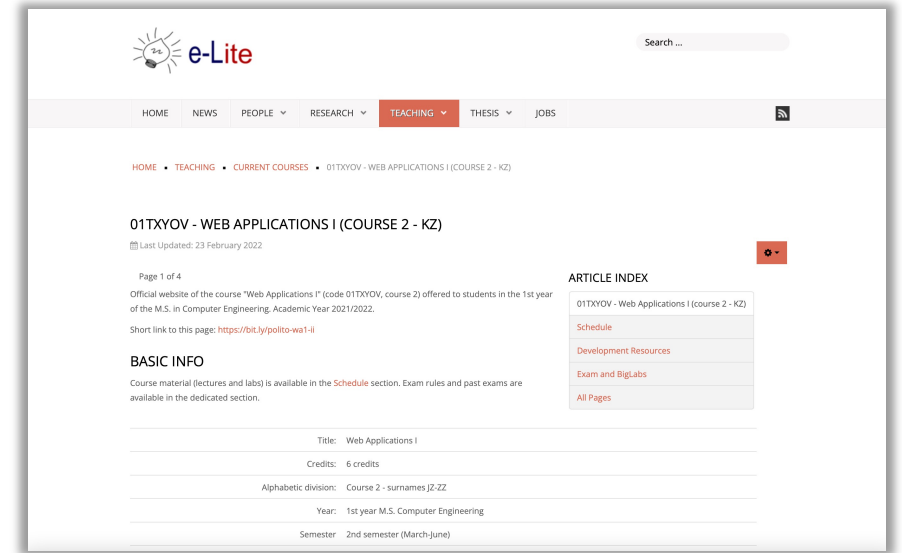 e-Lite
Search ...
HOME NEWS PEOPLE RESEARCH TEACHING THESIS JOBS
HOME • TEACHING • CURRENT COURSES • 01TXYOV - WEB APPLICATIONS I (COURSE 2 - KZ)
01TXYOV - WEB APPLICATIONS I (COURSE 2 - KZ)
Last Updated: 23 February 2022
Page 1 of 4
Official website of the course "Web Applications I" (code 01TXYOV, course 2) offered to students in the 1st year
of the M.S. in Computer Engineering. Academic Year 2021/2022.
Short link to this page: https://bit.ly/polito-wa1-ii
BASIC INFO
Course material (lectures and labs) is available in the Schedule section. Exam rules and past exams are
available in the dedicated section.
ARTICLE INDEX
01TXYOV - Web Applications I (course 2 - KZ)
Schedule
Development Resources
Exam and BigLabs
All Pages
Title: Web Applications I
Credits: 6 credits
Alphabetic division: Course 2 - surnames JZ-ZZ
Year: 1st year M.S. Computer Engineering
Semester 2nd semester (March-June)